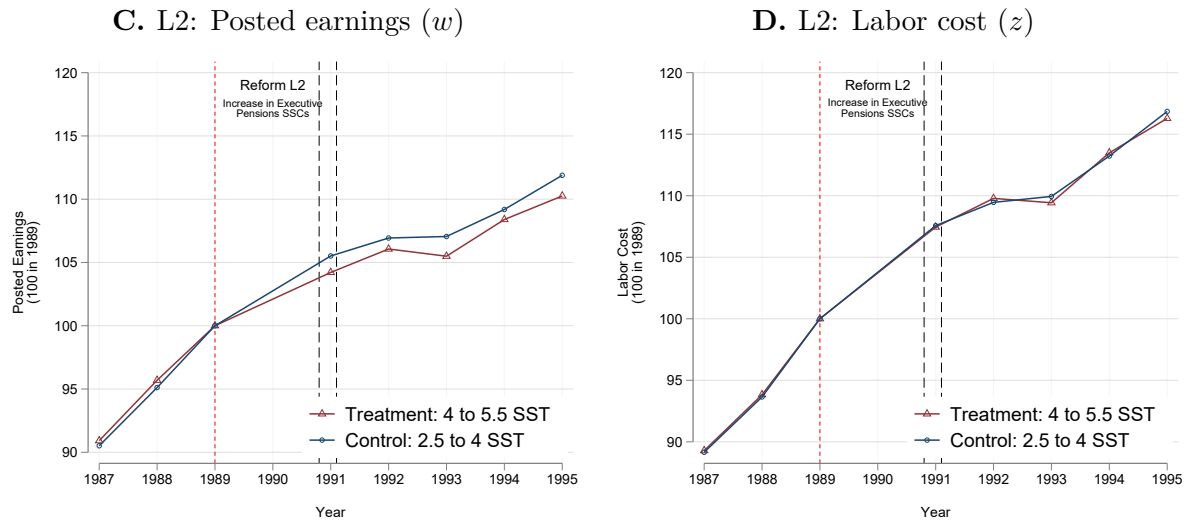 C. L2: Posted earnings (w)
120
115
110
105
100
95
90
Posted Earnings
(100 in 1989)
Reform L2
Increase in Executive
Pensions SSCs
Treatment: 4 to 5.5 SST
Control: 2.5 to 4 SST
1987 1988 1989 1990 1991 1992 1993 1994 1995
Year
D. L2: Labor cost (z)
120
115
110
105
100
95
90
Labor Cost
(100 in 1989)
Reform L2
Increase in Executive
Pensions SSCs
Treatment: 4 to 5.5 SST
Control: 2.5 to 4 SST
1987 1988 1989 1990 1991 1992 1993 1994 1995
Year